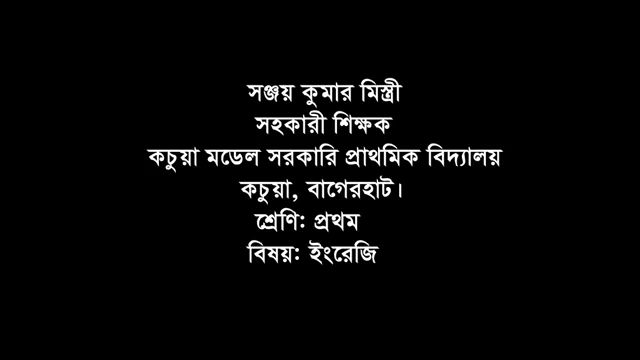 সঞ্জয় কুমার মিস্ত্রী
সহকারী শিক্ষক
কচুয়া মডেল সরকারি প্রাথমিক বিদ্যালয়
কচুয়া, বাগেরহাট।
শ্রেণি: প্রথম
বিষয়: ইংরেজি